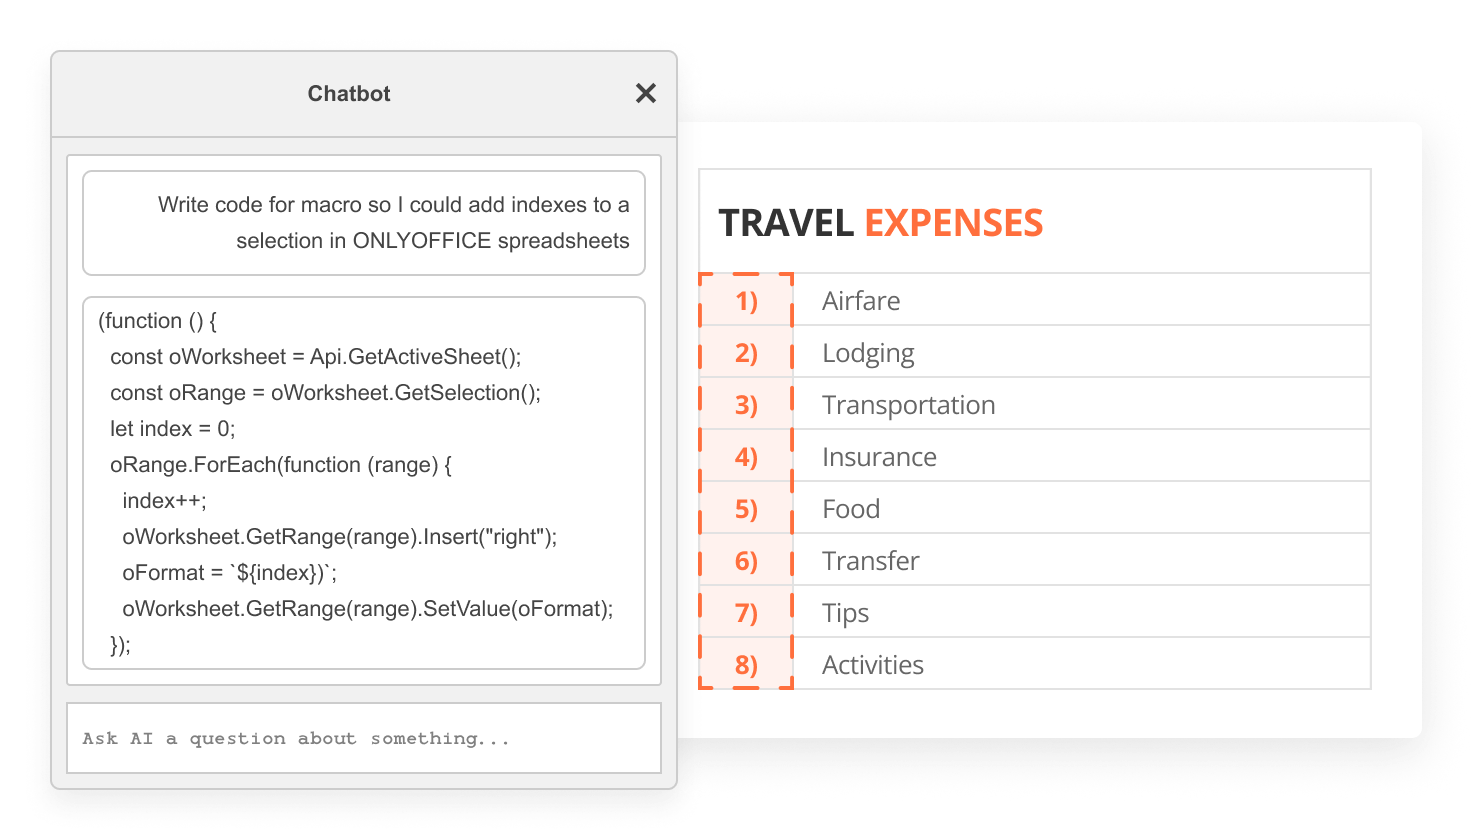 Chatbot
Write code for macro so I could add indexes to a
selection in ONLYOFFICE spreadsheets
(function () {
const oWorksheet = Api.GetActiveSheet();
const oRange = oWorksheet.GetSelection();
let index = 0;
oRange.ForEach(function (range) {
index++;
oWorksheet.GetRange(range).Insert("right");
oFormat = `${index})`;
oWorksheet.GetRange(range).SetValue(oFormat);
});
Ask AI a question about something...
TRAVEL EXPENSES
1) Airfare
2) Lodging
3) Transportation
4) Insurance
5) Food
6) Transfer
7) Tips
8) Activities